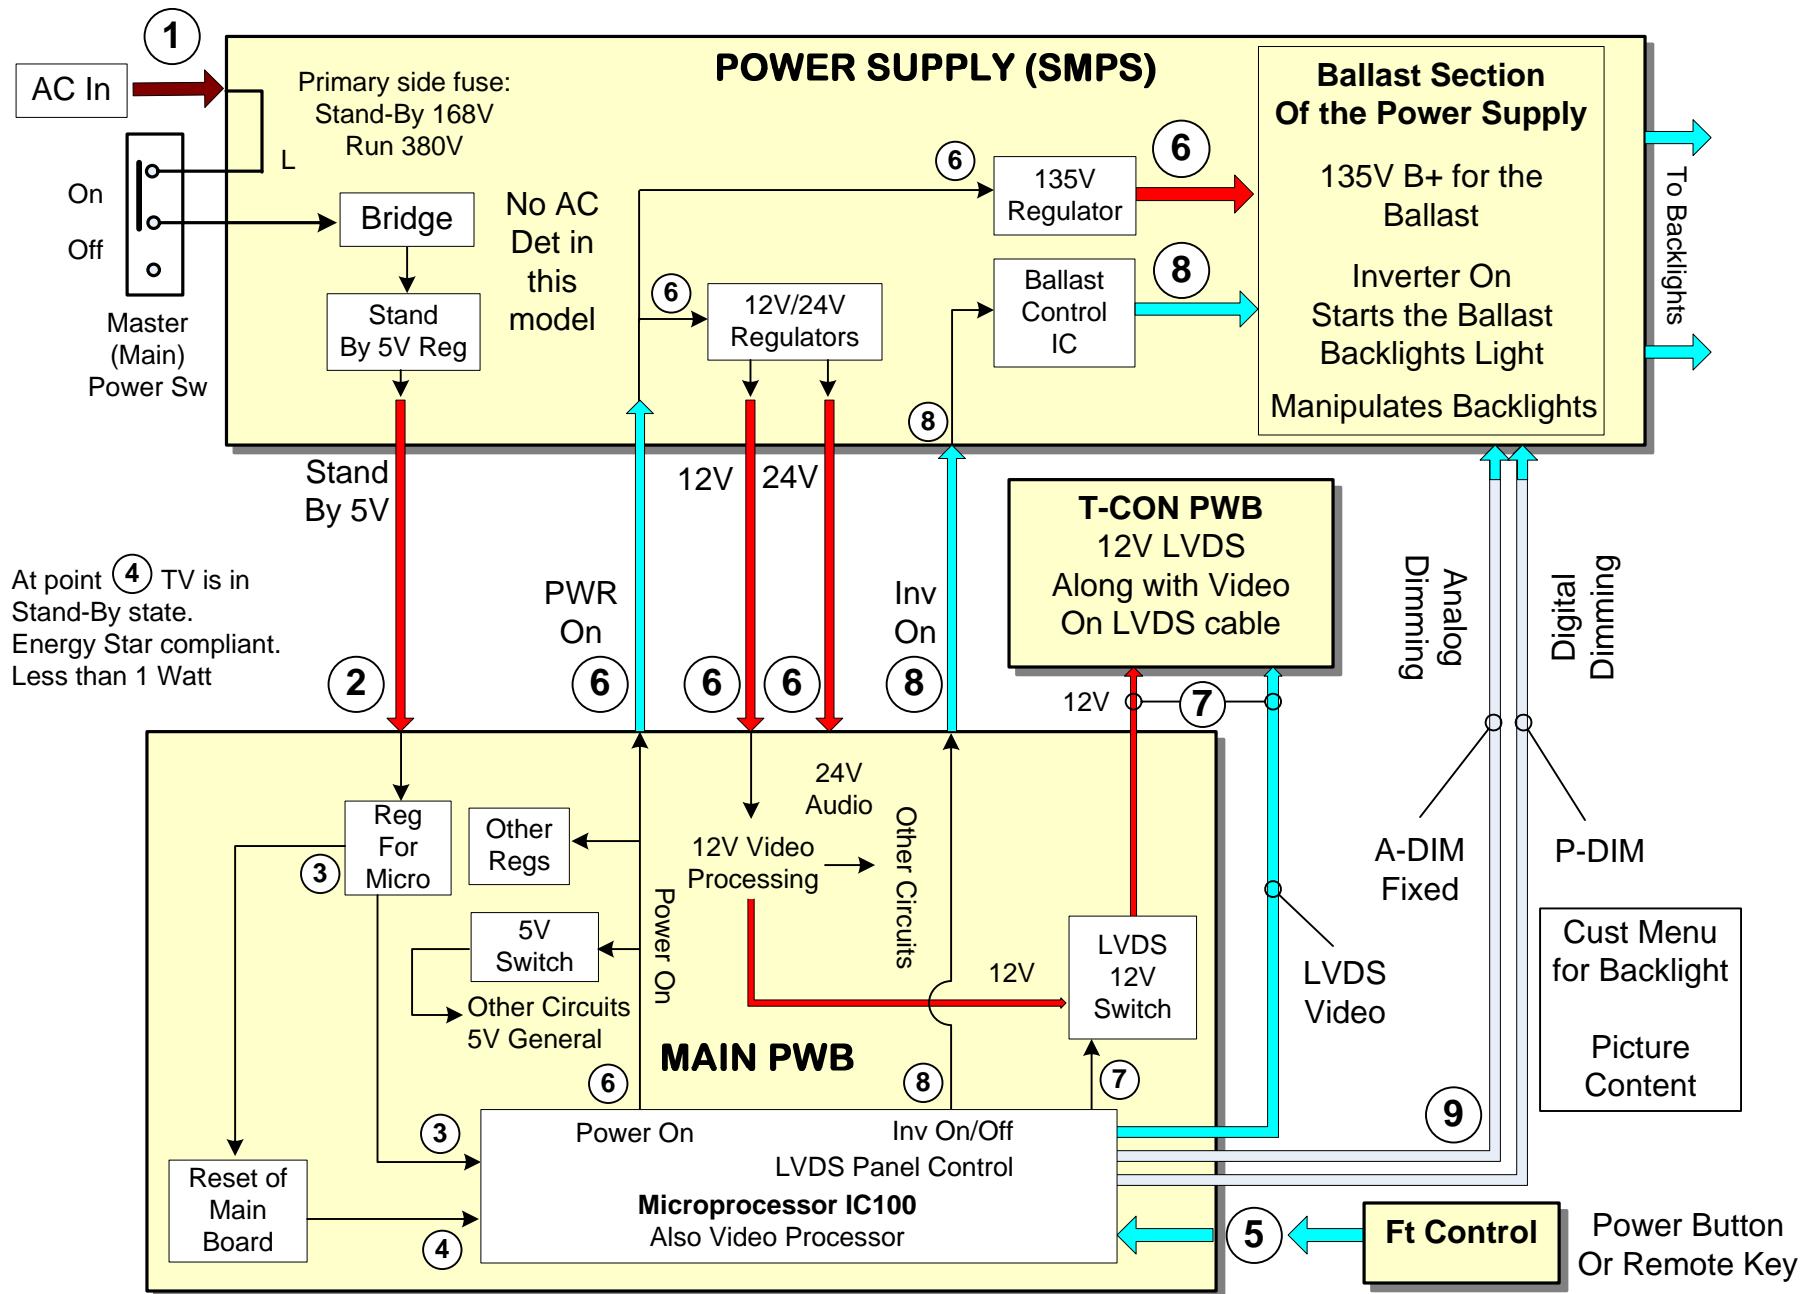 1
AC In
Primary side fuse:
Stand-By 168V
Run 380V
POWER SUPPLY (SMPS)
Ballast Section
Of the Power Supply
135V B+ for the
Ballast
Inverter On
Starts the Ballast
Backlights Light
Manipulates Backlights
To Backlights
L
On
Off
Master
(Main)
Power Sw
Bridge
Stand
By 5V Reg
No AC
Det in
this
model
6
135V
Regulator
6
6
12V/24V
Regulators
Ballast
Control
IC
8
8
Stand
By 5V
12V
24V
T-CON PWB
12V LVDS
Along with Video
On LVDS cable
Analog
Dimming
Digital
Dimming
At point 4 TV is in
Stand-By state.
Energy Star compliant.
Less than 1 Watt
PWR
On
Inv
On
2
6
6
6
8
12V
7
Reg
For
Micro
3
Other
Regs
24V
Audio
12V Video
Processing
Other Circuits
Power On
5V
Switch
Other Circuits
5V General
12V
LVDS
12V
Switch
LVDS
Video
A-DIM
Fixed
P-DIM
Cust Menu
for Backlight
Picture
Content
MAIN PWB
6
8
7
9
3
Power On
Inv On/Off
LVDS Panel Control
Microprocessor IC100
Also Video Processor
Reset of
Main
Board
4
5
Ft Control
Power Button
Or Remote Key